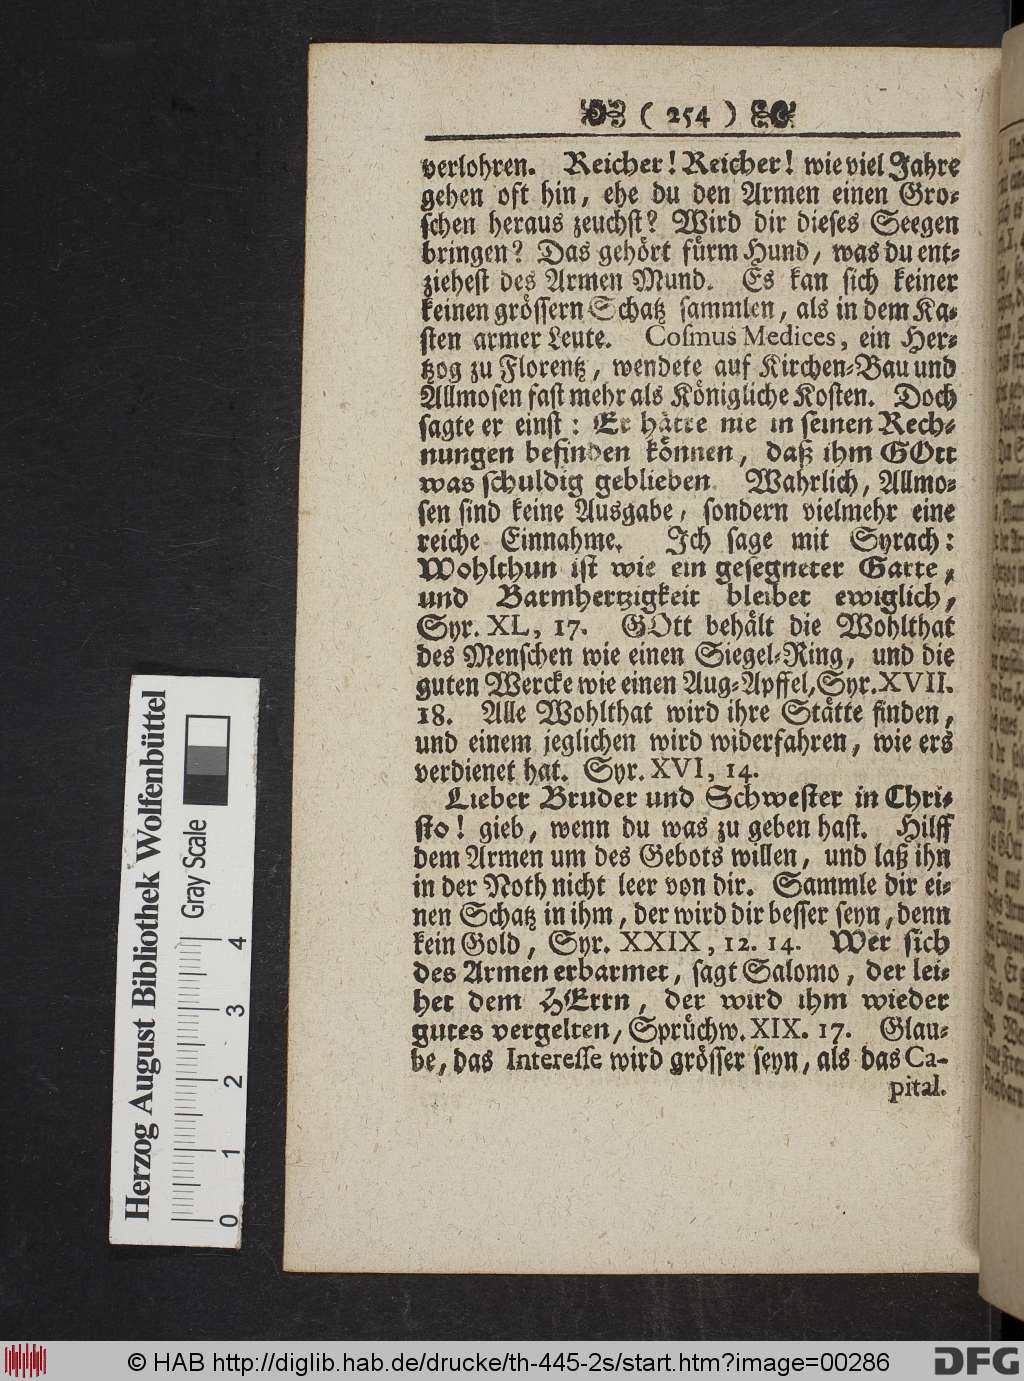 ( 254 )
verlohren. Reicher! Reicher! wie viel Jahre
gehen oft hin, ehe du den Armen einen Gro-
schen heraus zeuchst? Wird dir dieses Seegen
bringen? Das gehört fürm Hund, was du ent-
ziehest des Armen Mund. Es kan sich keiner
keinen grössern Schatz sammlen, als in dem Ka-
sten armer Leute. Cosmus Medices, ein Her-
tzog zu Florentz, wendete auf Kirchen-Bau und
Allmosen fast mehr als Königliche Kosten. Doch
sagte er einst: Er hätte nie in seinen Rech-
nungen befinden können, daß ihm GOtt
was schuldig geblieben. Wahrlich, Allmo-
sen sind keine Ausgabe, sondern vielmehr eine
reiche Einnahme. Ich sage mit Syrach:
Wohlthun ist wie ein gesegneter Garte,
und Barmhertzigkeit bleibet ewiglich,
Syr. XL, 17. GOtt behält die Wohlthat
des Menschen wie einen Siegel-Ring, und die
guten Wercke wie einen Aug-Apffel, Syr. XVII.
18. Alle Wohlthat wird ihre Stätte finden,
und einem jeglichen wird widerfahren, wie ers
verdienet hat. Syr. XVI, 14.
Lieber Bruder und Schwester in Chri-
sto! gieb, wenn du was zu geben hast. Hilff
dem Armen um des Gebots willen, und laß ihn
in der Noth nicht leer von dir. Sammle dir ei-
nen Schatz in ihm, der wird dir besser seyn, denn
kein Gold, Syr. XXIX, 12. 14. Wer sich
des Armen erbarmet, sagt Salomo, der lei-
het dem HErrn, der wird ihm wieder
gutes vergelten, Sprüchw. XIX. 17. Glau-
be, das Interesse wird grösser seyn, als das Ca-
pital.
Herzog August Bibliothek Wolfenbüttel
Gray Scale
0 1 2 3 4
© HAB http://diglib.hab.de/drucke/th-445-2s/start.htm?image=00286
DFG